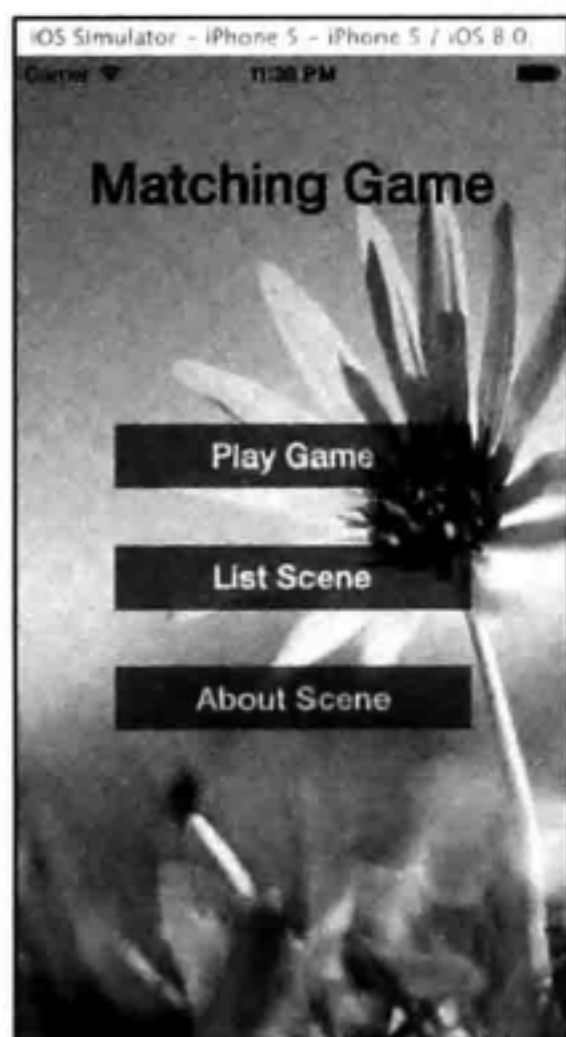 iOS Simulator - iPhone 5 - iPhone 5 / iOS 8.0
Carrier 11:38 PM
Matching Game
Play Game
List Scene
About Scene